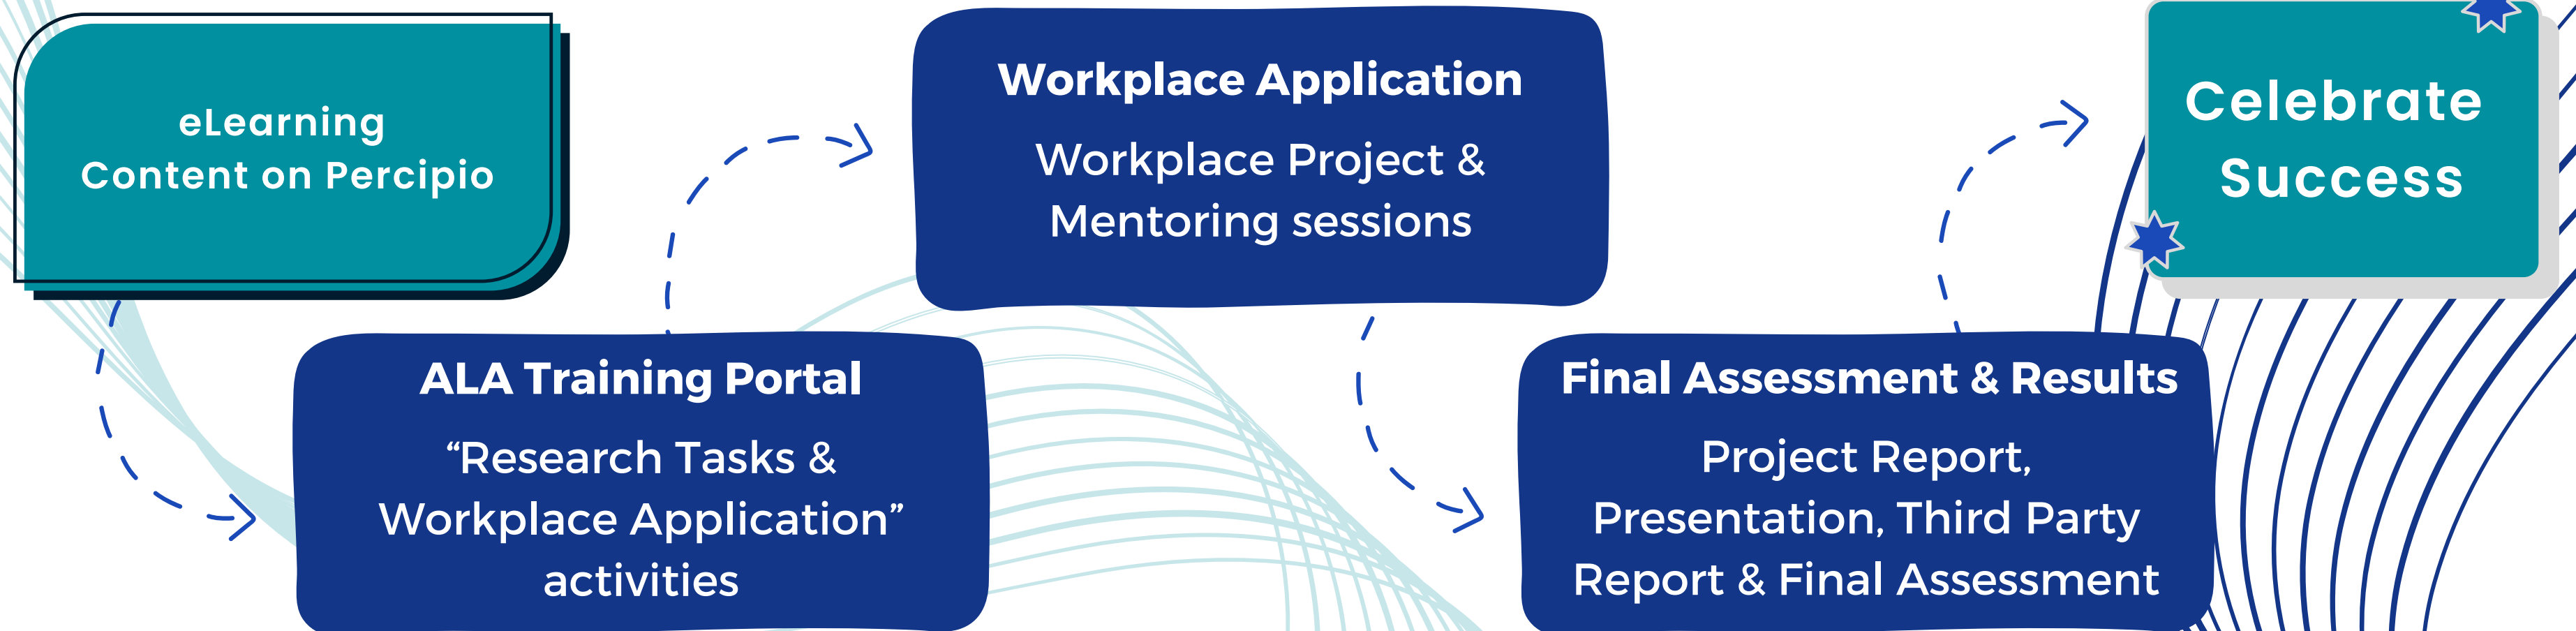 eLearning
Content on Percipio
ALA Training Portal
“Research Tasks &
Workplace Application”
activities
Workplace Application
Workplace Project &
Mentoring sessions
Final Assessment & Results
Project Report,
Presentation, Third Party
Report & Final Assessment
Celebrate
Success